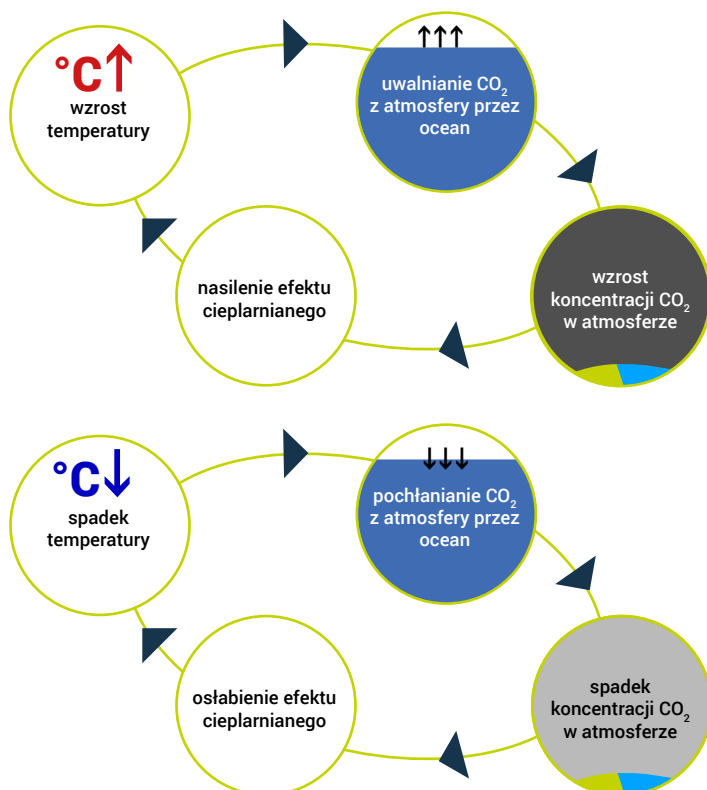 °C↑
wzrost
temperatury
↑↑↑
uwalnianie CO₂
z atmosfery przez
ocean
wzrost
koncentracji CO₂
w atmosferze
nasilenie efektu
cieplarnianego
°C↓
spadek
temperatury
↓↓↓
pochłanianie CO₂
z atmosfery przez
ocean
spadek
koncentracji CO₂
w atmosferze
osłabienie efektu
cieplarnianego